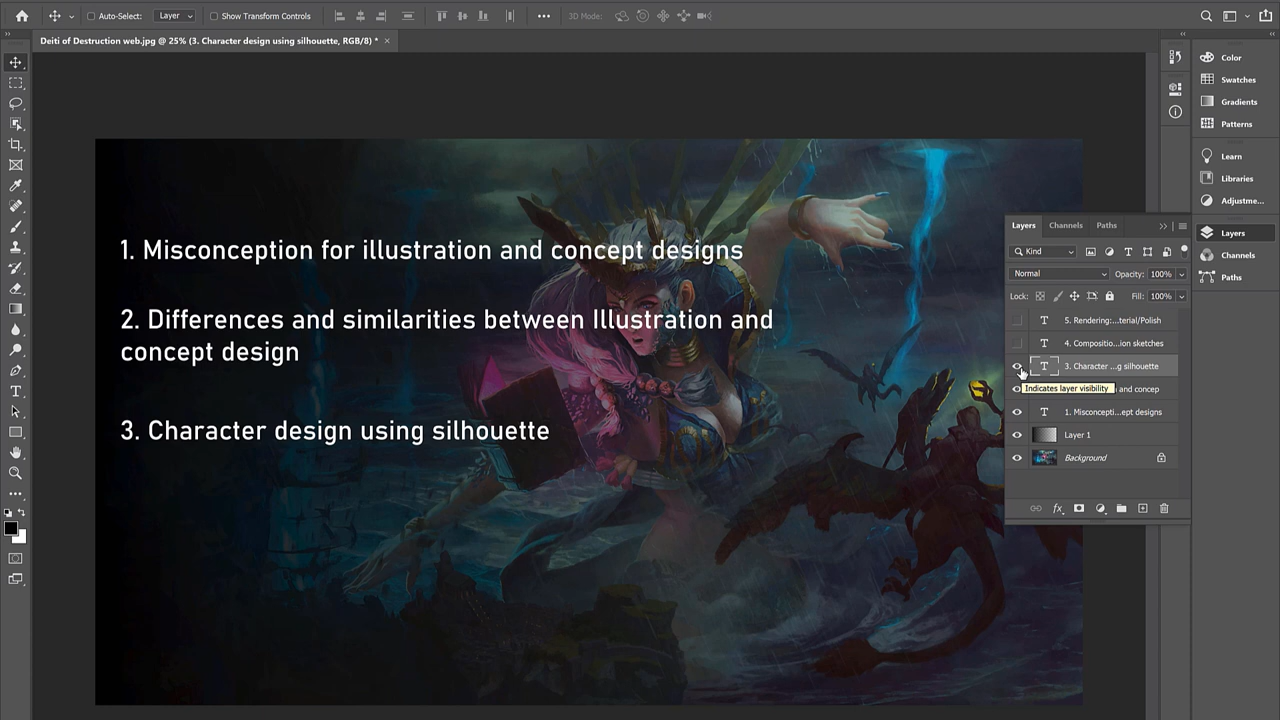 Auto-Select: Layer Show Transform Controls 3D Mode:
Deiti of Destruction web.jpg @ 25% (3. Character design using silhouette, RGB/8) *
Color
Swatches
Gradients
Patterns
Learn
Libraries
Adjustme...
Layers
Channels
Paths
1. Misconception for illustration and concept designs
2. Differences and similarities between Illustration and
concept design
3. Character design using silhouette
Layers Channels Paths
Kind
Normal Opacity: 100%
Lock: Fill: 100%
T 5. Rendering:...terial/Polish
T 4. Compositio...ion sketches
T 3. Character ...g silhouette
Indicates layer visibility and concep
T 1. Misconcepti...ept designs
Layer 1
Background
fx